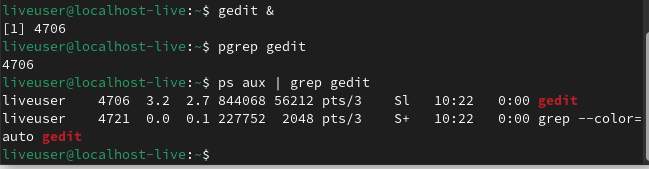 liveuser@localhost-live:~$ gedit &
[1] 4706
liveuser@localhost-live:~$ pgrep gedit
4706
liveuser@localhost-live:~$ ps aux | grep gedit
liveuser    4706  3.2  2.7 844068 56212 pts/3    Sl   10:22   0:00 gedit
liveuser    4721  0.0  0.1 227752  2048 pts/3    S+   10:22   0:00 grep --color=
auto gedit
liveuser@localhost-live:~$